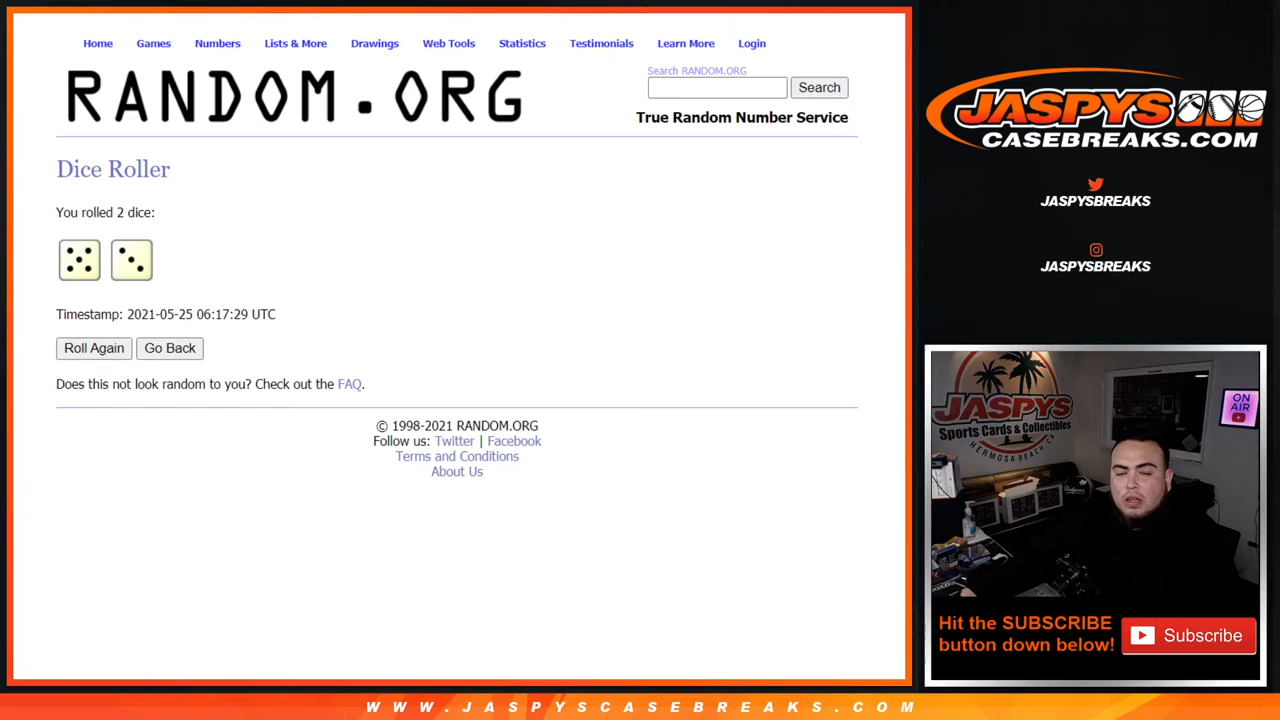 Home Games Numbers Lists & More Drawings Web Tools Statistics Testimonials Learn More Login
RANDOM.ORG
Search RANDOM.ORG
Search
True Random Number Service
Dice Roller
You rolled 2 dice:
Timestamp: 2021-05-25 06:17:29 UTC
Roll Again Go Back
Does this not look random to you? Check out the FAQ.
© 1998-2021 RANDOM.ORG
Follow us: Twitter | Facebook
Terms and Conditions
About Us
JASPYS
CASEBREAKS.COM
JASPYSBREAKS
JASPYSBREAKS
JASPYS
Sports Cards & Collectibles
HERMOSA BEACH, CA
ON
AIR
Hit the SUBSCRIBE
button down below!
Subscribe
WWW.JASPYSCASEBREAKS.COM